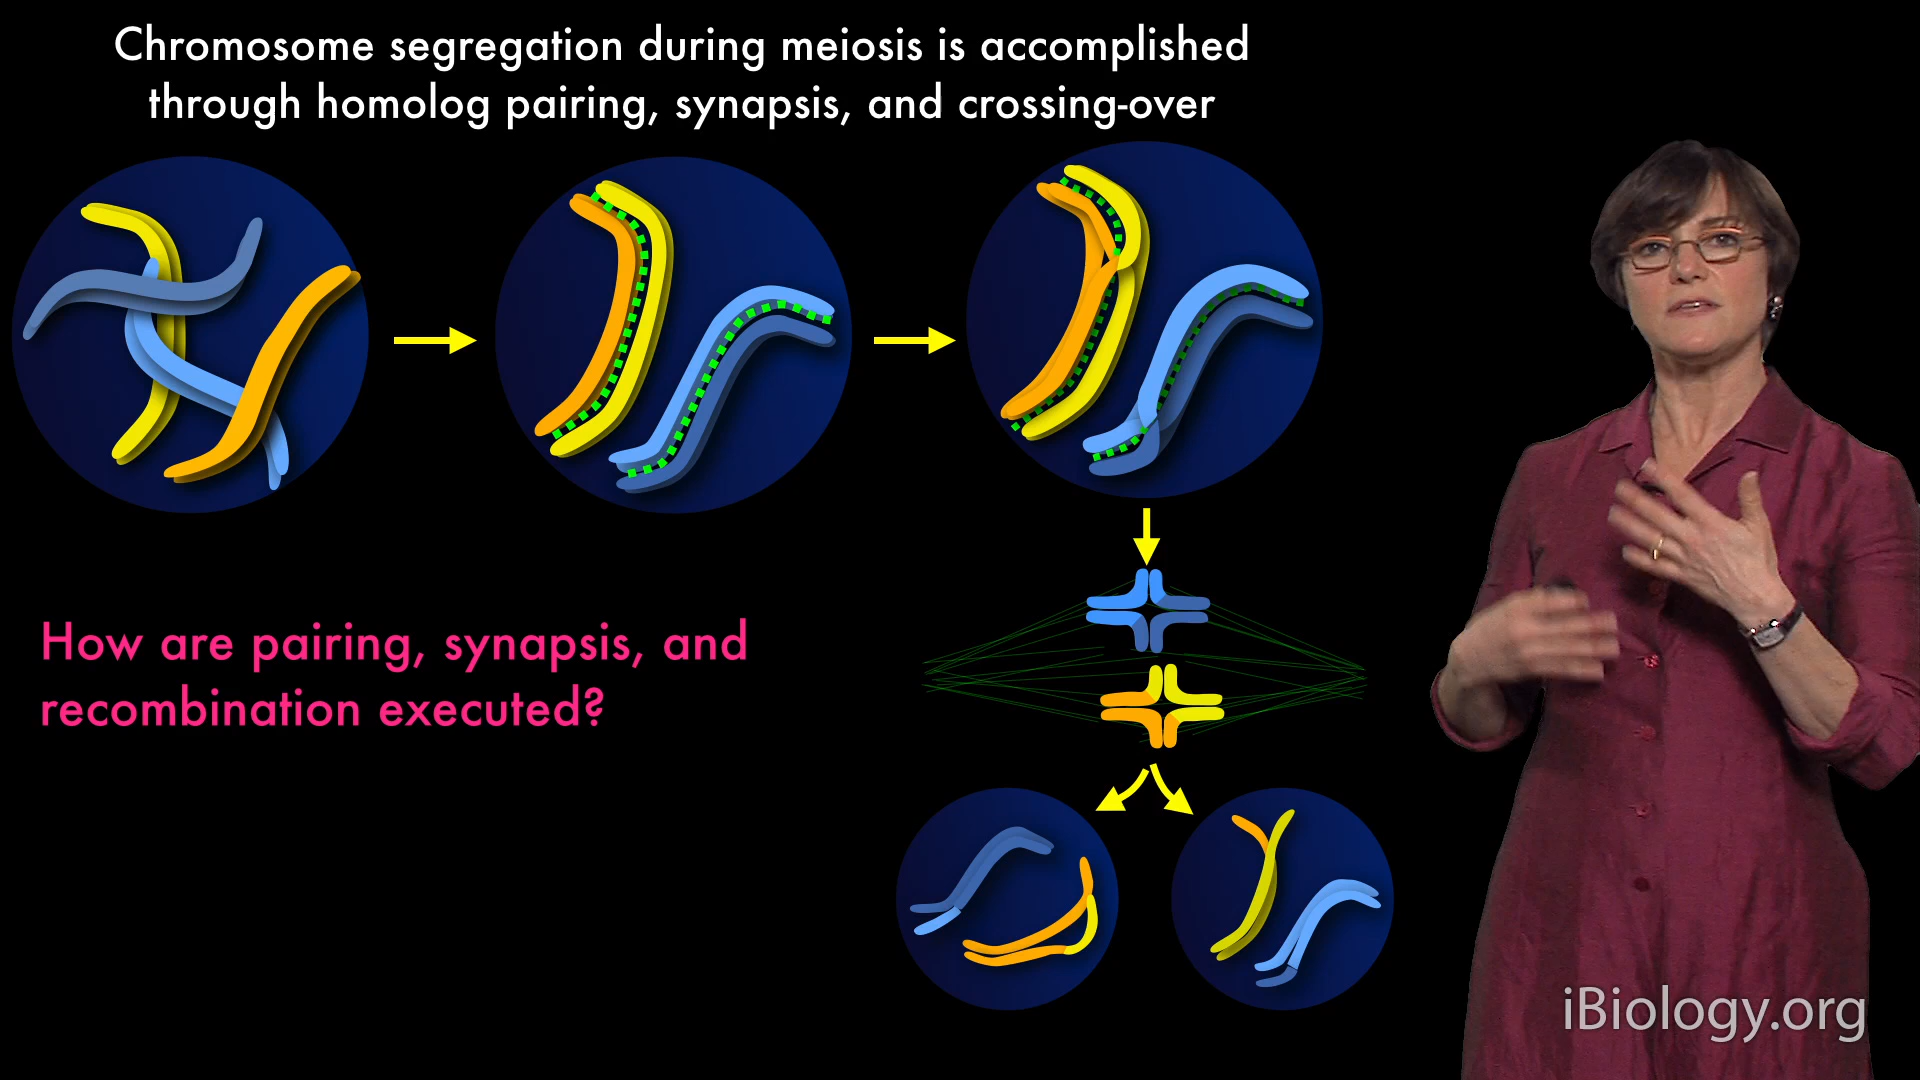 Chromosome segregation during meiosis is accomplished
through homolog pairing, synapsis, and crossing-over
How are pairing, synapsis, and
recombination executed?
iBiology.org